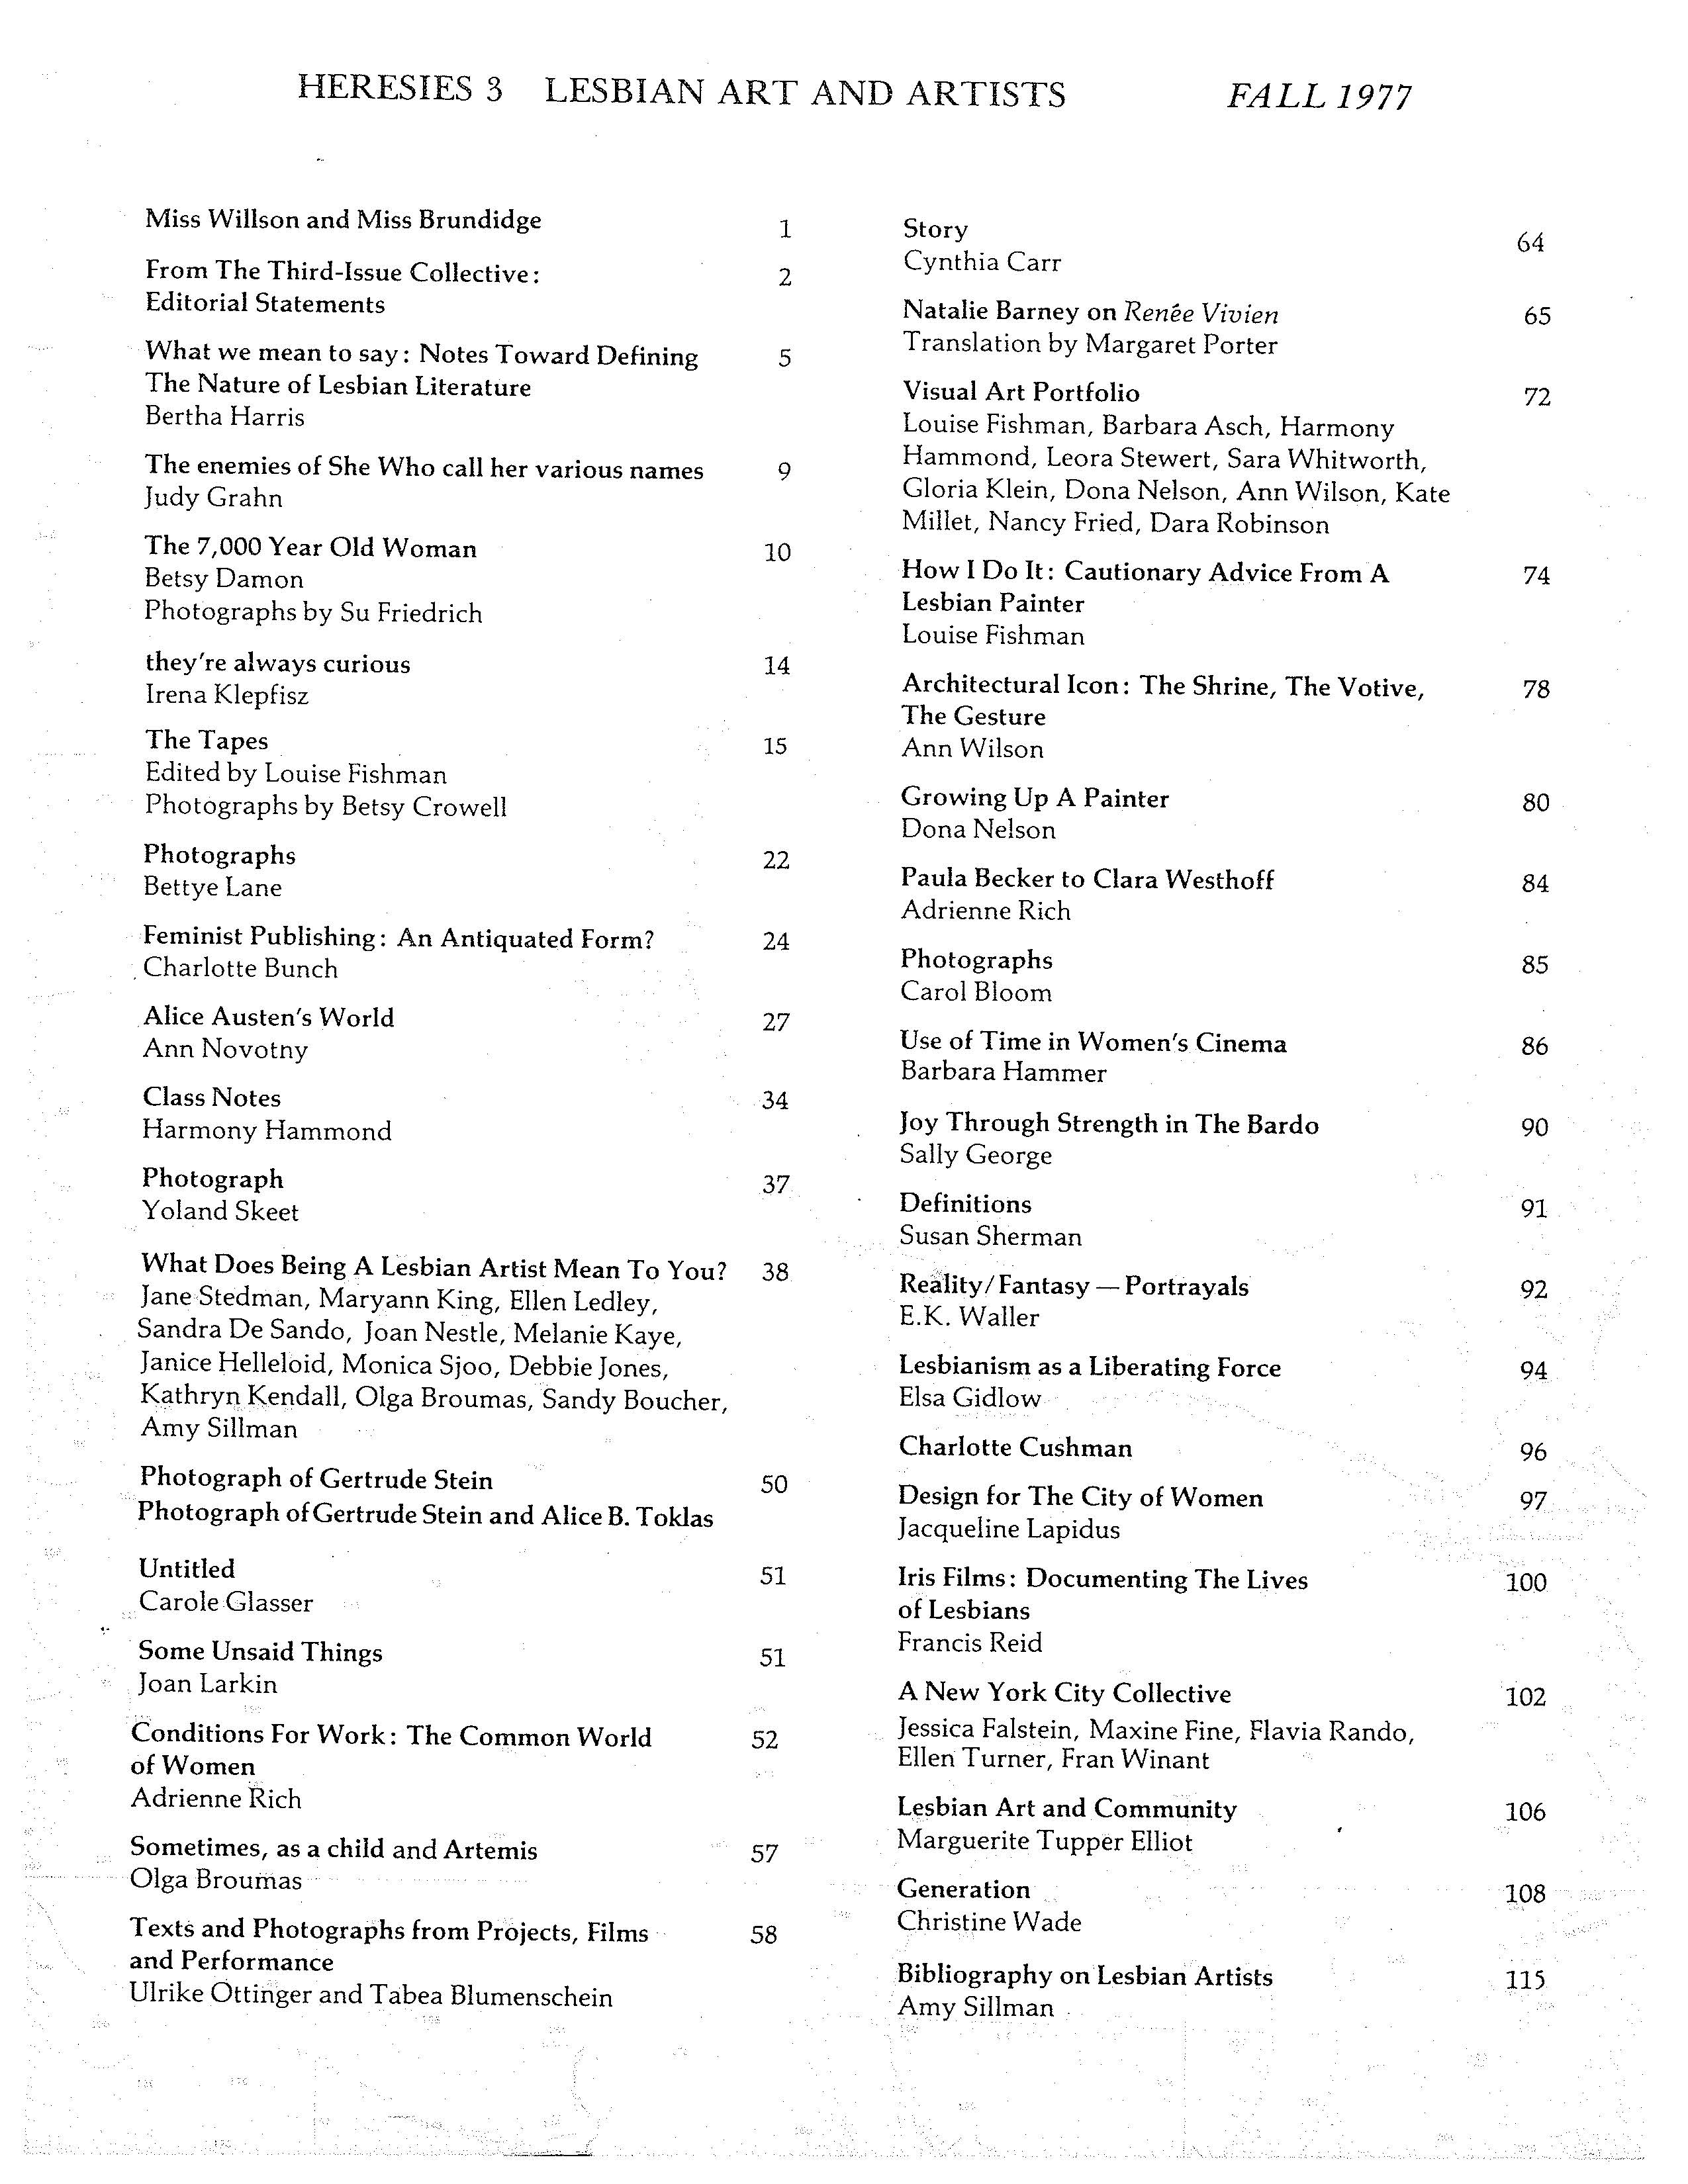 HERESIES 3 LESBIAN ART AND ARTISTS FALL 1977
Miss Willson and Miss Brundidge 1
From The Third-Issue Collective: 2
Editorial Statements
What we mean to say: Notes Toward Defining 5
The Nature of Lesbian Literature
Bertha Harris
The enemies of She Who call her various names 9
Judy Grahn
The 7,000 Year Old Woman 10
Betsy Damon
Photographs by Su Friedrich
they're always curious 14
Irena Klepfisz
The Tapes 15
Edited by Louise Fishman
Photographs by Betsy Crowell
Photographs 22
Bettye Lane
Feminist Publishing: An Antiquated Form? 24
Charlotte Bunch
Alice Austen's World 27
Ann Novotny
Class Notes 34
Harmony Hammond
Photograph 37
Yoland Skeet
What Does Being A Lesbian Artist Mean To You? 38
Jane Stedman, Maryann King, Ellen Ledley,
Sandra De Sando, Joan Nestle, Melanie Kaye,
Janice Helleloid, Monica Sjoo, Debbie Jones,
Kathryn Kendall, Olga Broumas, Sandy Boucher,
Amy Sillman
Photograph of Gertrude Stein 50
Photograph of Gertrude Stein and Alice B. Toklas
Untitled 51
Carole Glasser
Some Unsaid Things 51
Joan Larkin
Conditions For Work: The Common World 52
of Women
Adrienne Rich
Sometimes, as a child and Artemis 57
Olga Broumas
Texts and Photographs from Projects, Films 58
and Performance
Ulrike Ottinger and Tabea Blumenschein
Story 64
Cynthia Carr
Natalie Barney on Renée Vivien 65
Translation by Margaret Porter
Visual Art Portfolio 72
Louise Fishman, Barbara Asch, Harmony
Hammond, Leora Stewert, Sara Whitworth,
Gloria Klein, Dona Nelson, Ann Wilson, Kate
Millet, Nancy Fried, Dara Robinson
How I Do It: Cautionary Advice From A 74
Lesbian Painter
Louise Fishman
Architectural Icon: The Shrine, The Votive, 78
The Gesture
Ann Wilson
Growing Up A Painter 80
Dona Nelson
Paula Becker to Clara Westhoff 84
Adrienne Rich
Photographs 85
Carol Bloom
Use of Time in Women's Cinema 86
Barbara Hammer
Joy Through Strength in The Bardo 90
Sally George
Definitions 91
Susan Sherman
Reality/Fantasy — Portrayals 92
E.K. Waller
Lesbianism as a Liberating Force 94
Elsa Gidlow
Charlotte Cushman 96
Design for The City of Women 97
Jacqueline Lapidus
Iris Films: Documenting The Lives 100
of Lesbians
Francis Reid
A New York City Collective 102
Jessica Falstein, Maxine Fine, Flavia Rando,
Ellen Turner, Fran Winant
Lesbian Art and Community 106
Marguerite Tupper Elliot
Generation 108
Christine Wade
Bibliography on Lesbian Artists 115
Amy Sillman